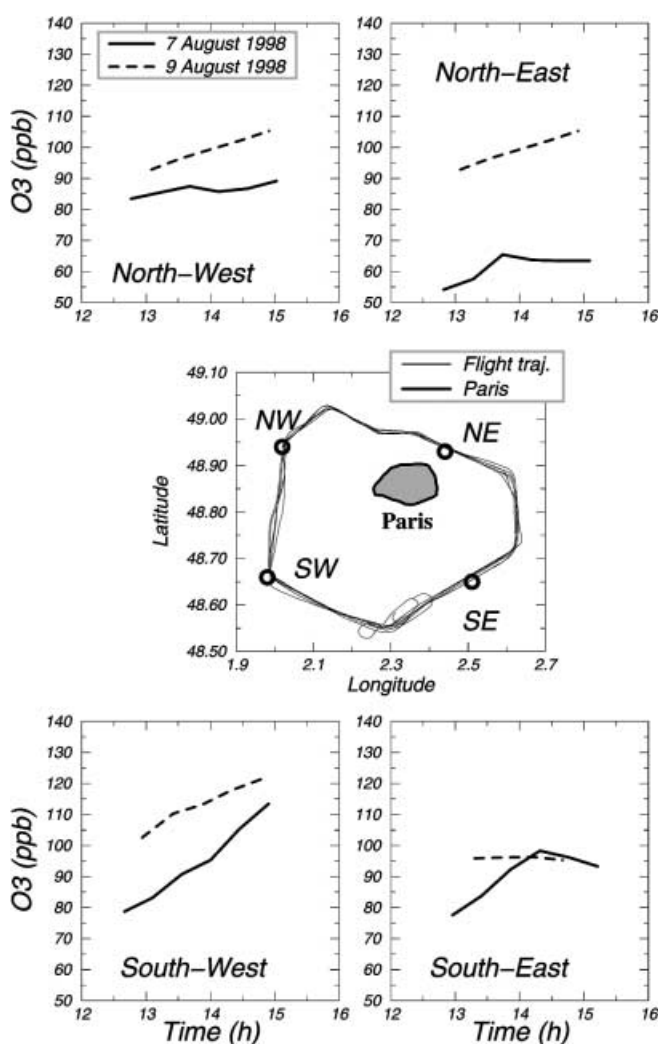 7 August 1998
9 August 1998
O3 (ppb)
140
130
120
110
100
90
80
70
60
50
12 13 14 15 16
North–West
140
130
120
110
100
90
80
70
60
50
12 13 14 15 16
North–East
Flight traj.
Paris
Latitude
49.10
49.00
48.90
48.80
48.70
48.60
48.50
NW
NE
Paris
SW
SE
1.9 2.1 2.3 2.5 2.7
Longitude
O3 (ppb)
140
130
120
110
100
90
80
70
60
50
South–West
12 13 14 15 16
Time (h)
140
130
120
110
100
90
80
70
60
50
South–East
12 13 14 15 16
Time (h)